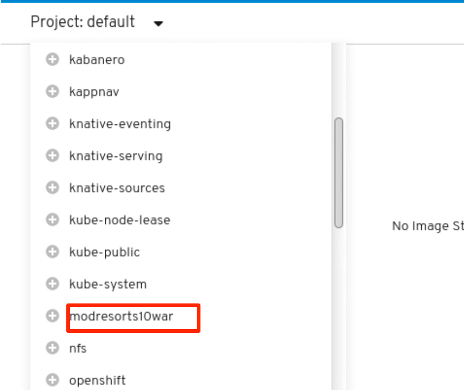 Project: default
kabanero
kappnav
knative-eventing
knative-serving
knative-sources
kube-node-lease
No Image St
kube-public
kube-system
modresorts10war
nfs
openshift